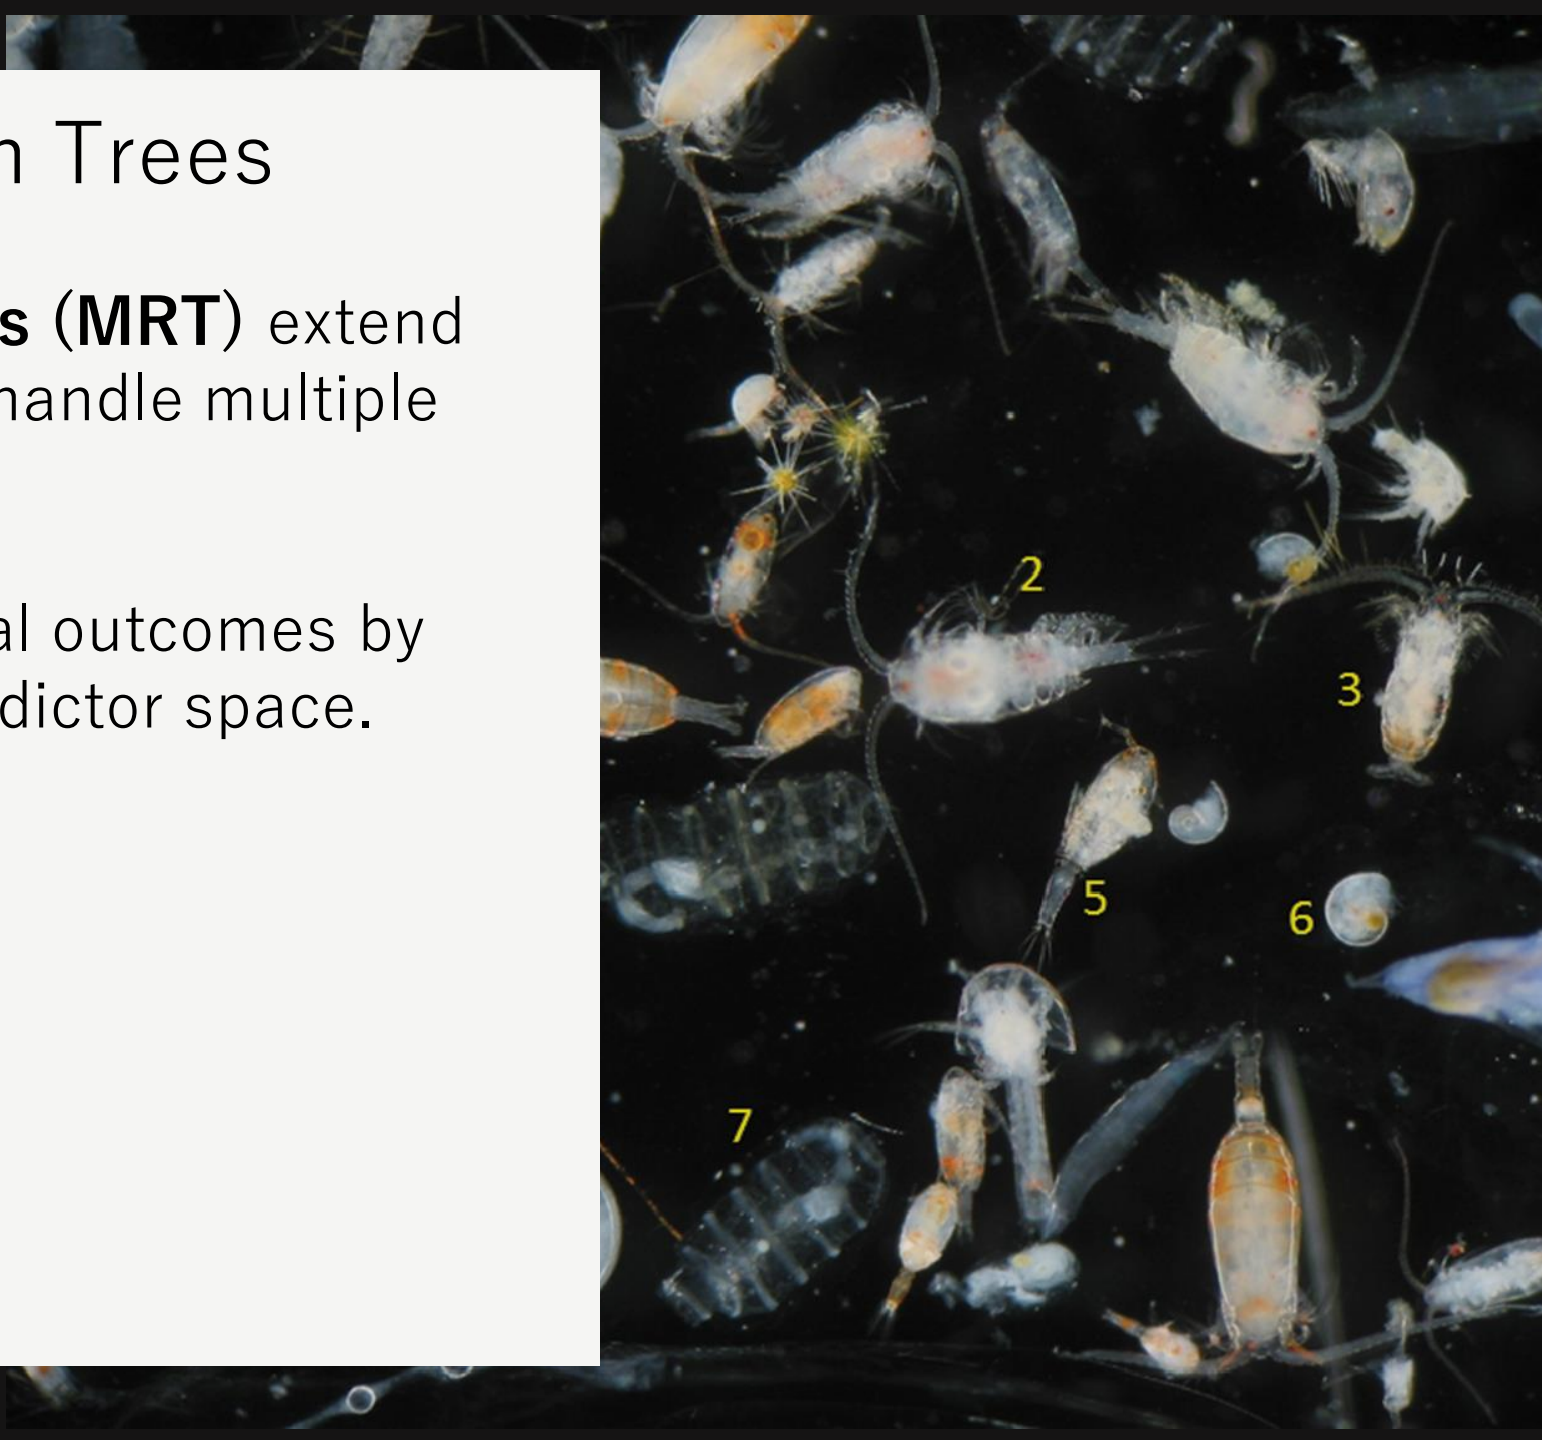 n Trees
s (MRT) extend
handle multiple
al outcomes by
dictor space.
2
3
5
6
7